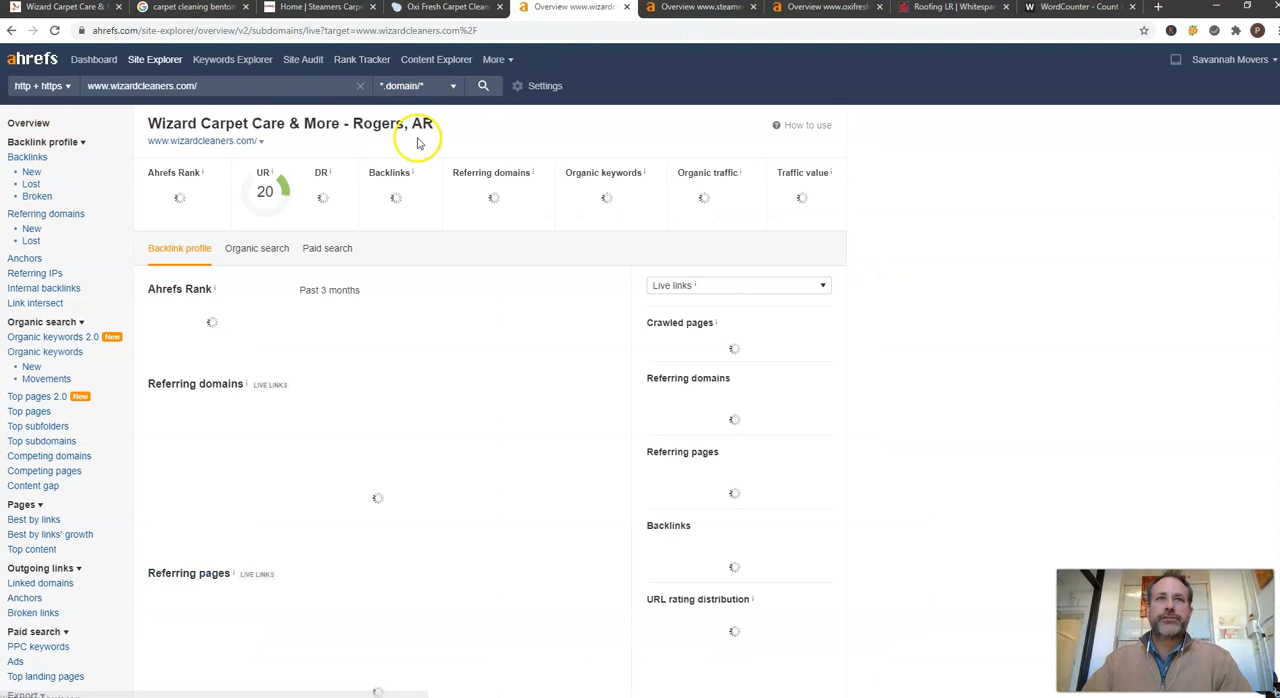 Wizard Carpet Care & F
carpet cleaning benton
Home | Steamers Carpe
Oxi Fresh Carpet Clean
Overview www.wizardc
Overview www.steame
Overview www.oxifresh
Roofing LR | Whitespa
WordCounter - Count V
ahrefs.com/site-explorer/overview/v2/subdomains/live?target=www.wizardcleaners.com%2F
K
P
ahrefs
Dashboard
Site Explorer
Keywords Explorer
Site Audit
Rank Tracker
Content Explorer
More
Savannah Movers
http + https
www.wizardcleaners.com/
*.domain/*
Settings
Overview
Backlink profile
Backlinks
New
Lost
Broken
Referring domains
New
Lost
Anchors
Referring IPs
Internal backlinks
Link intersect
Organic search
Organic keywords 2.0 New
Organic keywords
New
Movements
Top pages 2.0 New
Top pages
Top subfolders
Top subdomains
Competing domains
Competing pages
Content gap
Pages
Best by links
Best by links' growth
Top content
Outgoing links
Linked domains
Anchors
Broken links
Paid search
PPC keywords
Ads
Top landing pages
Export
Wizard Carpet Care & More - Rogers, AR
www.wizardcleaners.com/
How to use
Ahrefs Rank
UR
20
DR
Backlinks
Referring domains
Organic keywords
Organic traffic
Traffic value
Backlink profile
Organic search
Paid search
Ahrefs Rank
Past 3 months
Referring domains LIVE LINKS
Referring pages LIVE LINKS
Live links
Crawled pages
Referring domains
Referring pages
Backlinks
URL rating distribution